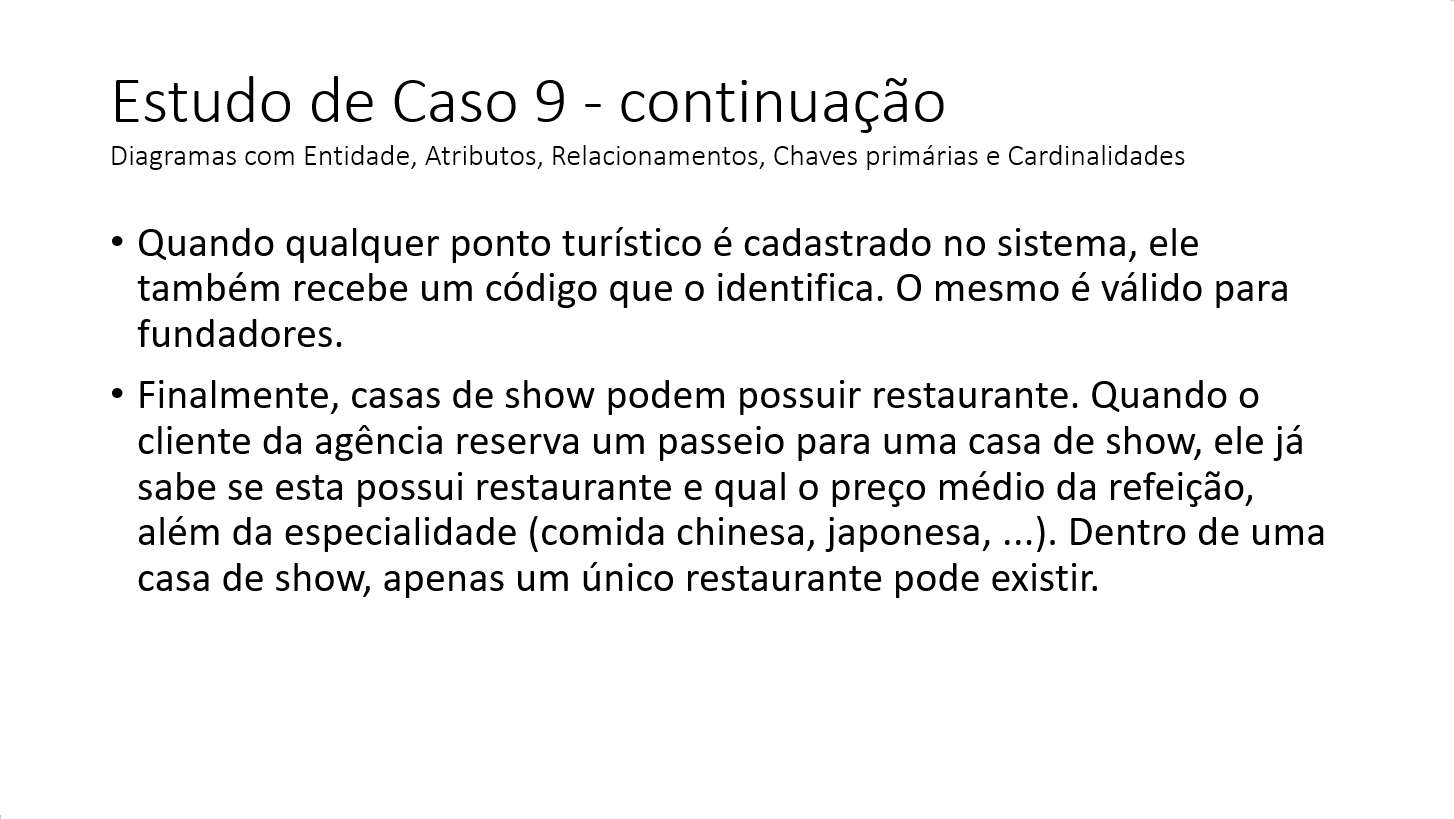 Estudo de Caso 9 - continuação
Diagramas com Entidade, Atributos, Relacionamentos, Chaves primárias e Cardinalidades
• Quando qualquer ponto turístico é cadastrado no sistema, ele
também recebe um código que o identifica. O mesmo é válido para
fundadores.
• Finalmente, casas de show podem possuir restaurante. Quando o
cliente da agência reserva um passeio para uma casa de show, ele já
sabe se esta possui restaurante e qual o preço médio da refeição,
além da especialidade (comida chinesa, japonesa, ...). Dentro de uma
casa de show, apenas um único restaurante pode existir.